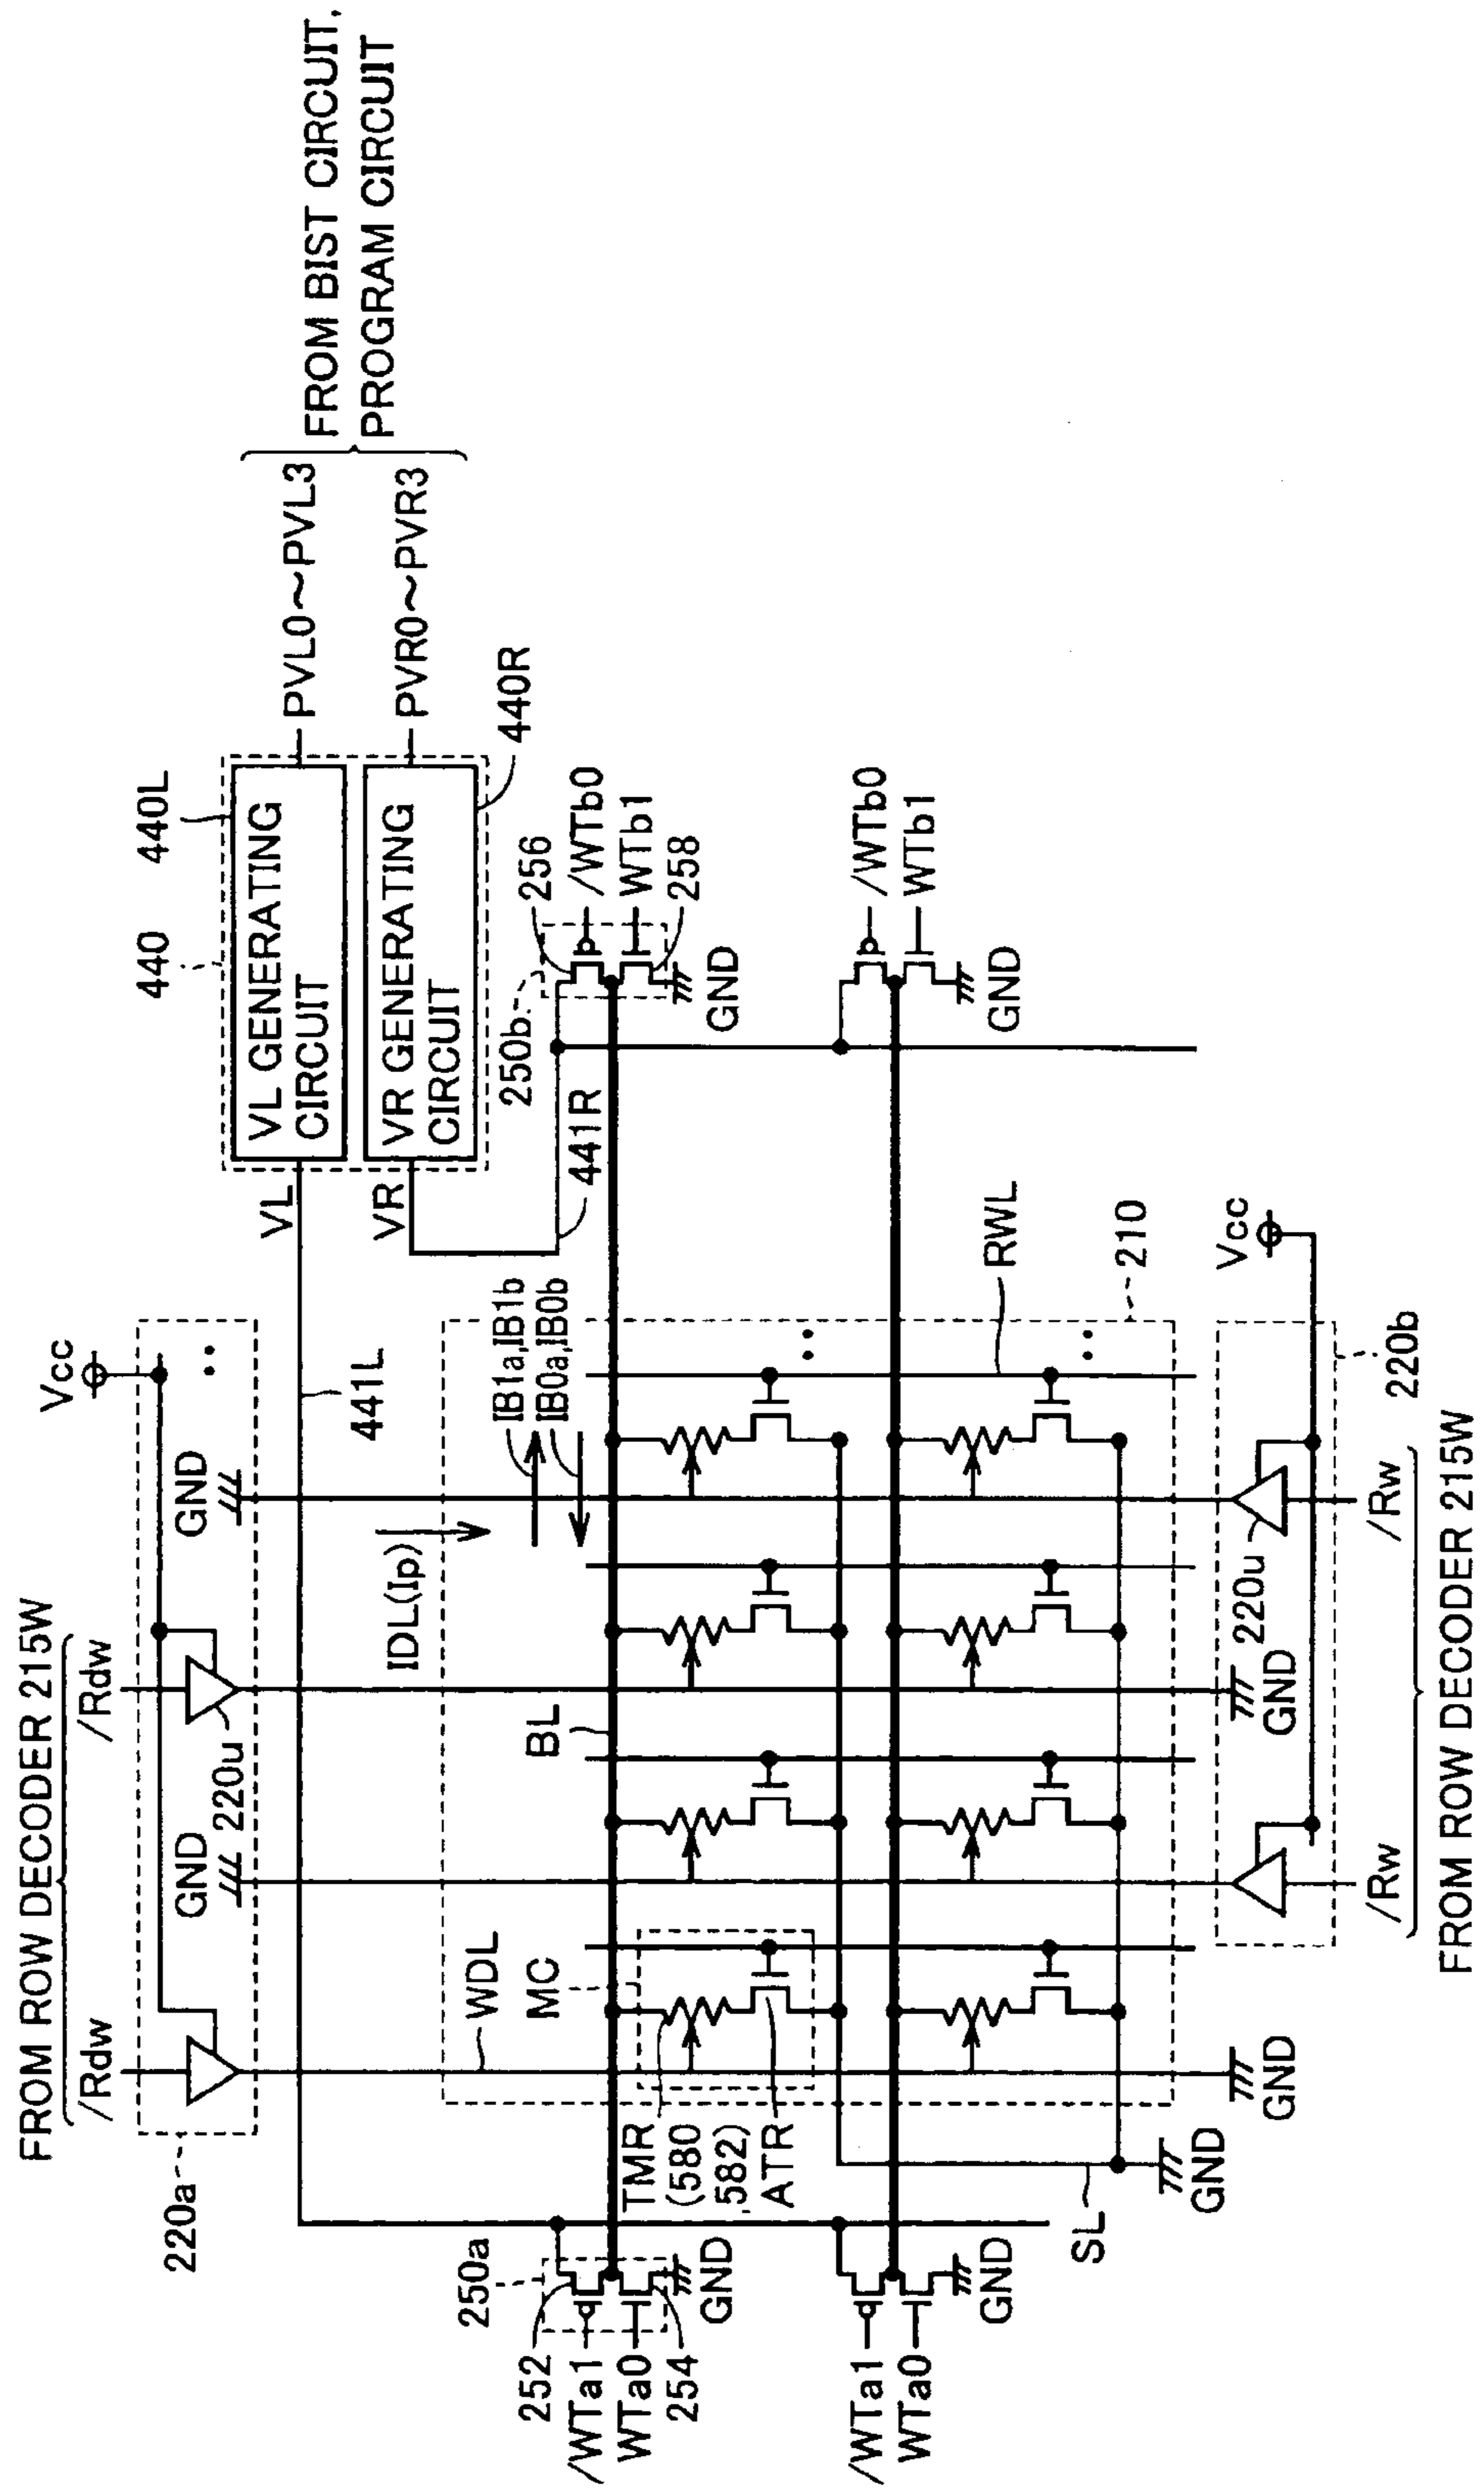 FROM ROW DECODER 215W
/Rdw
/Rdw
Vcc
220a
GND
220u
GND
441L
440
440L
VL GENERATING
CIRCUIT
VL
PVL0~PVL3
VR GENERATING
CIRCUIT
VR
PVR0~PVR3
440R
FROM BIST CIRCUIT,
PROGRAM CIRCUIT
IDL(Ip)
IB1a,IB1b
IB0a,IB0b
441R
250a
252
/WTa1
WTa0
254
GND
WDL
MC
BL
250b
256
/WTb0
WTb1
258
GND
TMR
(580
,582)
ATR
RWL
210
/WTa1
WTa0
GND
/WTb0
WTb1
GND
SL
GND
GND
GND
220u
Vcc
220b
/Rw
/Rw
FROM ROW DECODER 215W